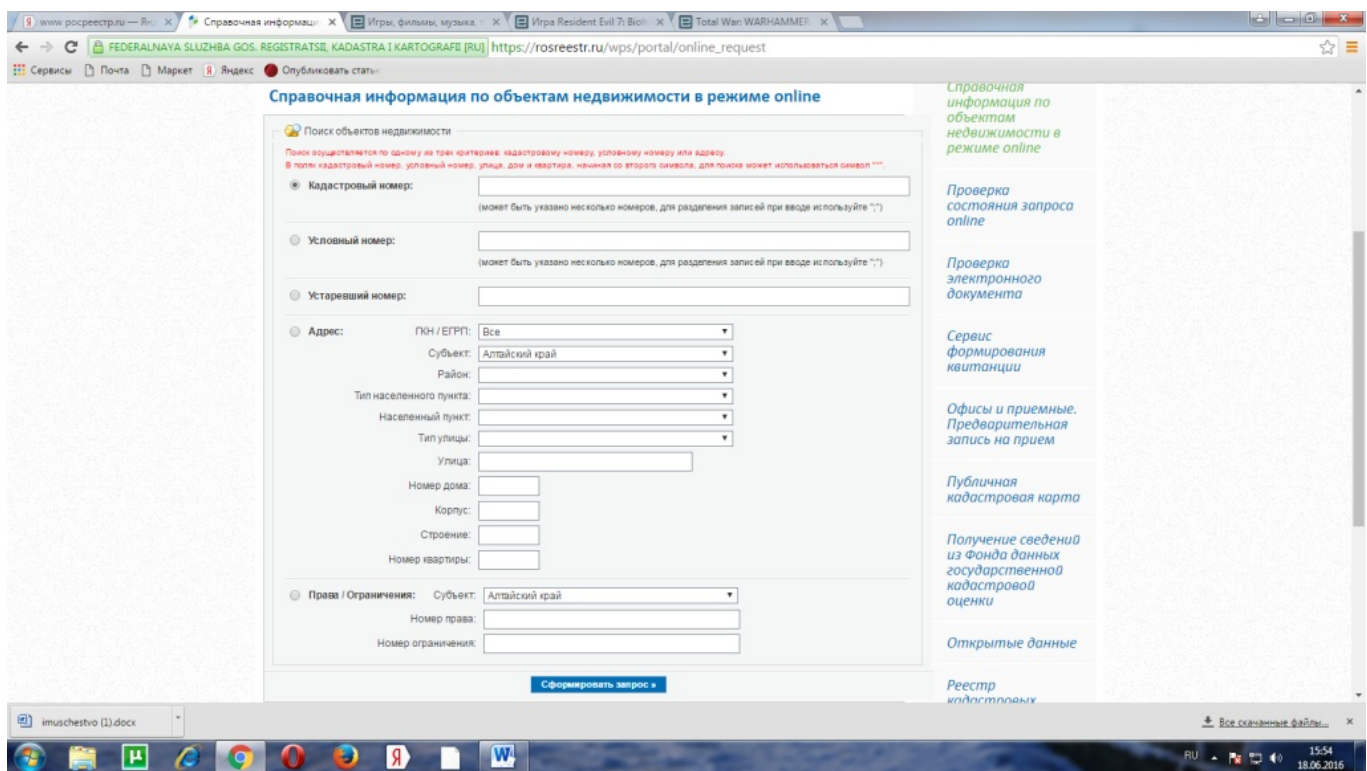 www росреестр.ru — Ян
Справочная информаци
Игры, фильмы, музыка,
Игра Resident Evil 7: Bioh
Total War: WARHAMMER
FEDERALNAYA SLUZHBA GOS. REGISTRATSII, KADASTRA I KARTOGRAFII [RU] https://rosreestr.ru/wps/portal/online_request
Сервисы Почта Маркет Яндекс Опубликовать стать
Справочная информация по объектам недвижимости в режиме online
Поиск объектов недвижимости
Поиск осуществляется по одному из трех критериев: кадастровому номеру, условному номеру или адресу.
В полях кадастровый номер, условный номер, улица, дом и квартира, начиная со второго символа, для поиска может использоваться символ "*".
Кадастровый номер:
(может быть указано несколько номеров, для разделения записей при вводе используйте ";")
Условный номер:
(может быть указано несколько номеров, для разделения записей при вводе используйте ";")
Устаревший номер:
Адрес: ГКН / ЕГРП: Все
Субъект: Алтайский край
Район:
Тип населенного пункта:
Населенный пункт:
Тип улицы:
Улица:
Номер дома:
Корпус:
Строение:
Номер квартиры:
Права / Ограничения: Субъект: Алтайский край
Номер права:
Номер ограничения:
Сформировать запрос »
Справочная
информация по
объектам
недвижимости в
режиме online
Проверка
состояния запроса
online
Проверка
электронного
документа
Сервис
формирования
квитанции
Офисы и приемные.
Предварительная
запись на прием
Публичная
кадастровая карта
Получение сведений
из Фонда данных
государственной
кадастровой
оценки
Открытые данные
Реестр
кадастровых
imuschestvo (1).docx
Все скачанные файлы...
RU
15:54
18.06.2016